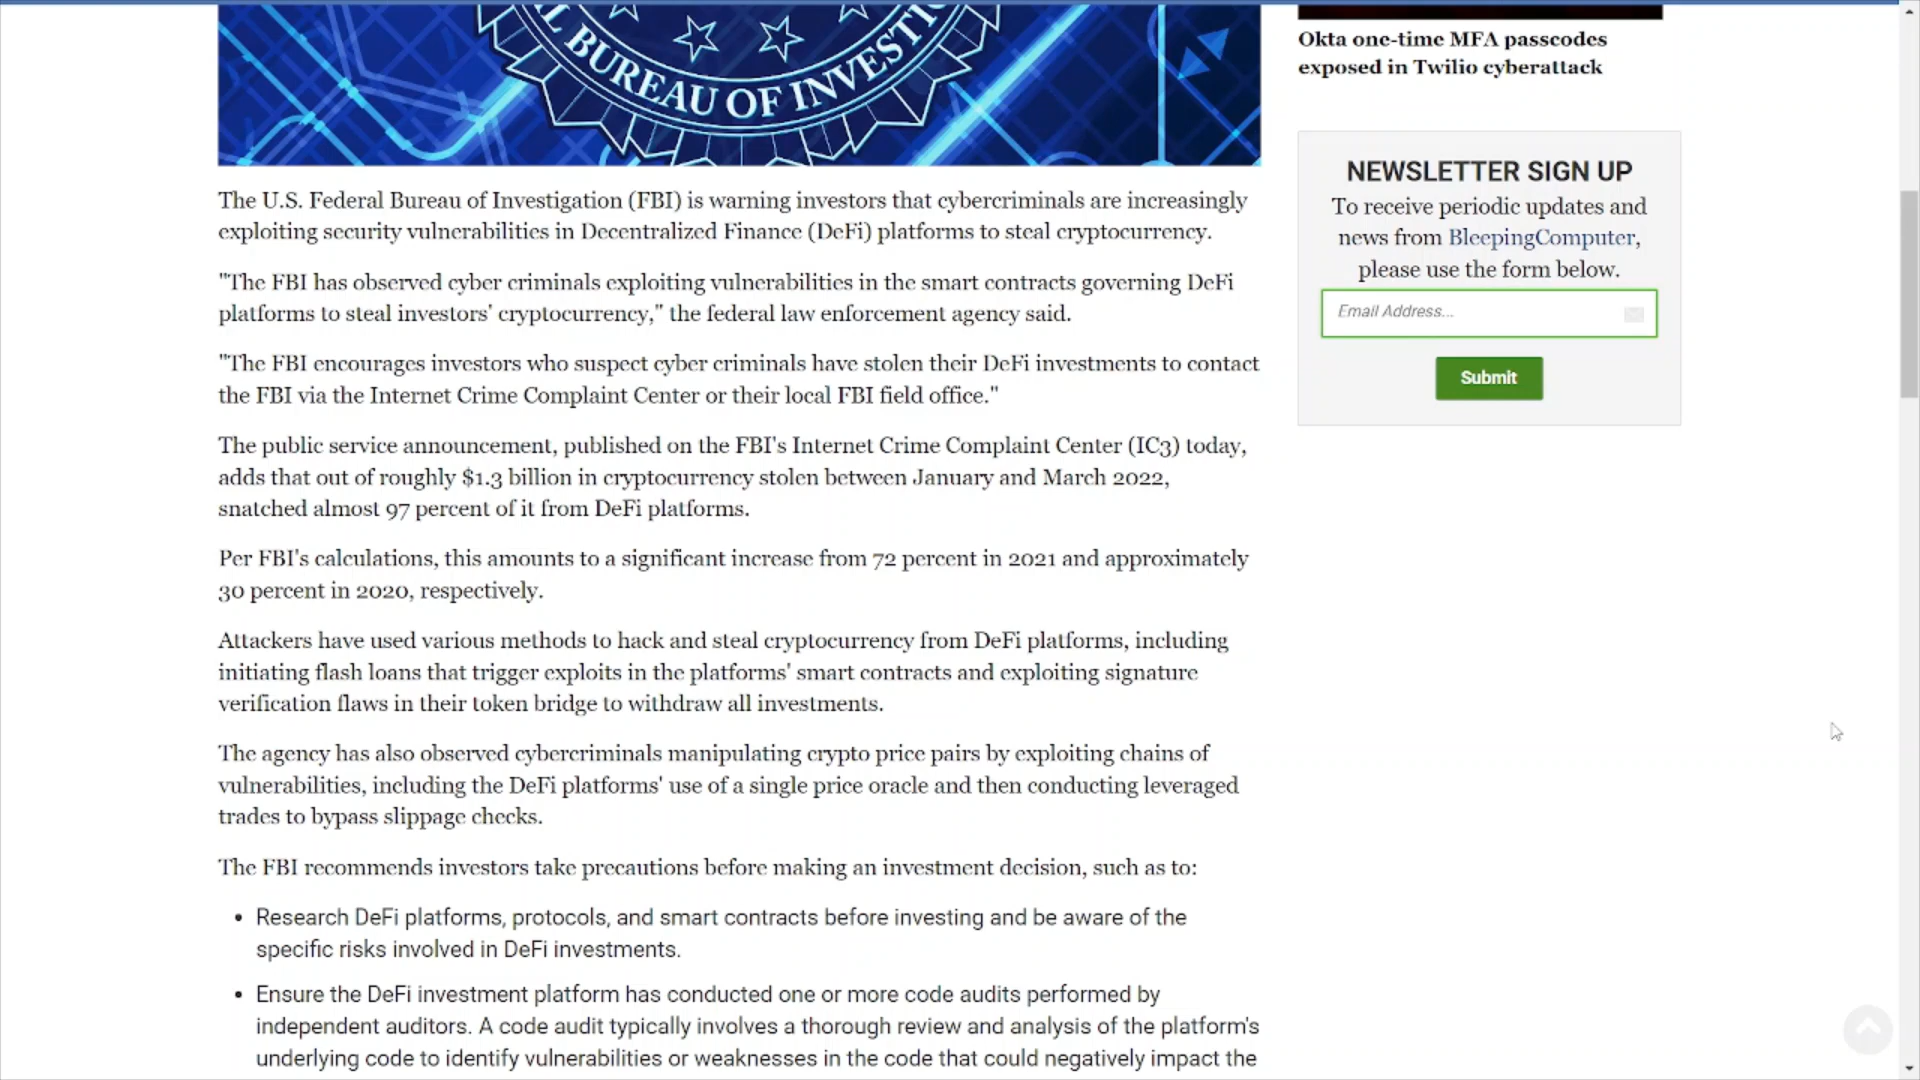 L BUREAU OF INVESTIG
Okta one-time MFA passcodes
exposed in Twilio cyberattack
The U.S. Federal Bureau of Investigation (FBI) is warning investors that cybercriminals are increasingly
exploiting security vulnerabilities in Decentralized Finance (DeFi) platforms to steal cryptocurrency.
"The FBI has observed cyber criminals exploiting vulnerabilities in the smart contracts governing DeFi
platforms to steal investors' cryptocurrency," the federal law enforcement agency said.
"The FBI encourages investors who suspect cyber criminals have stolen their DeFi investments to contact
the FBI via the Internet Crime Complaint Center or their local FBI field office."
The public service announcement, published on the FBI's Internet Crime Complaint Center (IC3) today,
adds that out of roughly $1.3 billion in cryptocurrency stolen between January and March 2022,
snatched almost 97 percent of it from DeFi platforms.
Per FBI's calculations, this amounts to a significant increase from 72 percent in 2021 and approximately
30 percent in 2020, respectively.
Attackers have used various methods to hack and steal cryptocurrency from DeFi platforms, including
initiating flash loans that trigger exploits in the platforms' smart contracts and exploiting signature
verification flaws in their token bridge to withdraw all investments.
The agency has also observed cybercriminals manipulating crypto price pairs by exploiting chains of
vulnerabilities, including the DeFi platforms' use of a single price oracle and then conducting leveraged
trades to bypass slippage checks.
The FBI recommends investors take precautions before making an investment decision, such as to:
• Research DeFi platforms, protocols, and smart contracts before investing and be aware of the
specific risks involved in DeFi investments.
• Ensure the DeFi investment platform has conducted one or more code audits performed by
independent auditors. A code audit typically involves a thorough review and analysis of the platform's
underlying code to identify vulnerabilities or weaknesses in the code that could negatively impact the
NEWSLETTER SIGN UP
To receive periodic updates and
news from BleepingComputer,
please use the form below.
Email Address...
Submit